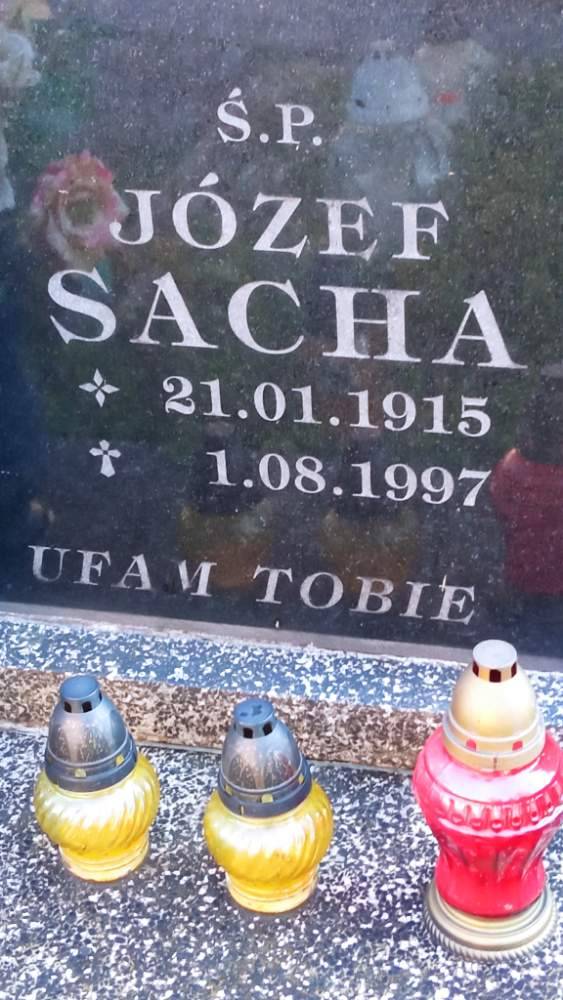 Ś.P.
JÓZEF
SACHA
21.01.1915
1.08.1997
UFAM TOBIE